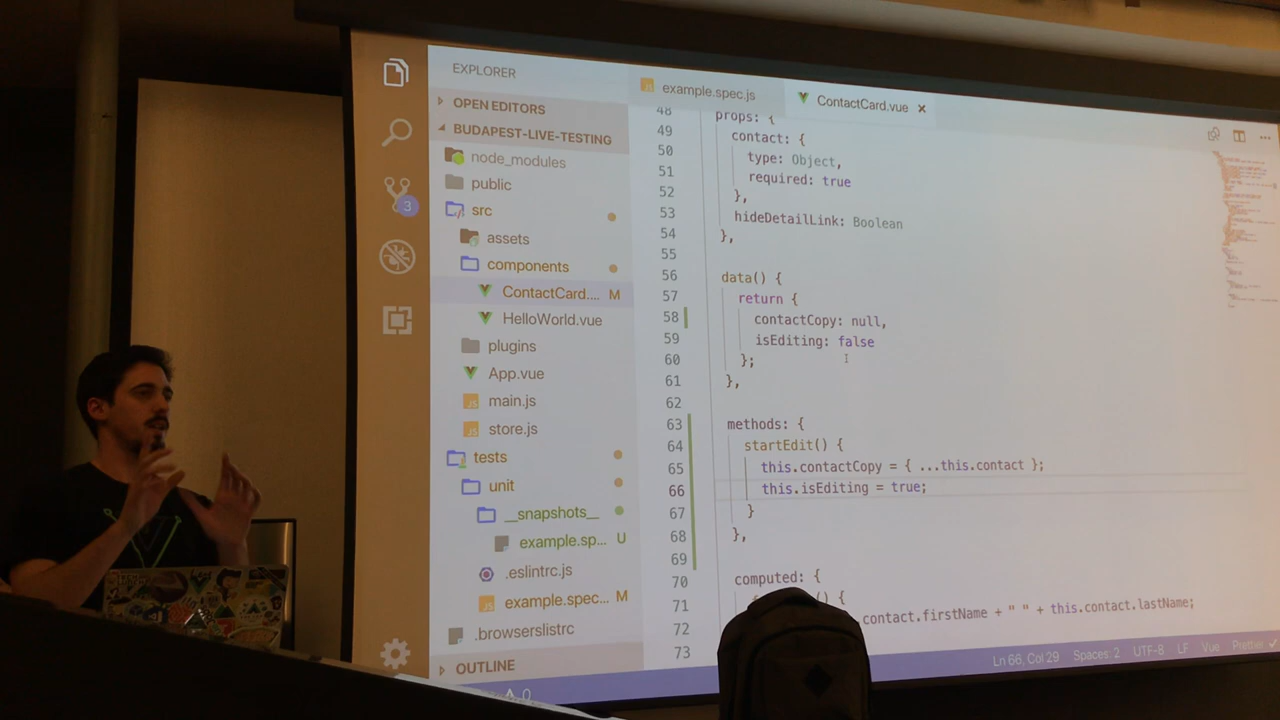 EXPLORER
OPEN EDITORS
BUDAPEST-LIVE-TESTING
node_modules
public
src
assets
components
ContactCard.... M
HelloWorld.vue
plugins
App.vue
main.js
store.js
tests
unit
__snapshots__
example.sp... U
.eslintrc.js
example.spec... M
.browserslistrc
OUTLINE
3
0
example.spec.js
ContactCard.vue ×
48 props: {
49 contact: {
50 type: Object,
51 required: true
52 },
53 hideDetailLink: Boolean
54 },
55
56 data() {
57 return {
58 contactCopy: null,
59 isEditing: false
60 };
61 },
62
63 methods: {
64 startEdit() {
65 this.contactCopy = { ...this.contact };
66 this.isEditing = true;
67 }
68 },
69
70 computed: {
71 () {
72 .contact.firstName + " " + this.contact.lastName;
73
Ln 66, Col 29 Spaces: 2 UTF-8 LF Vue Prettier